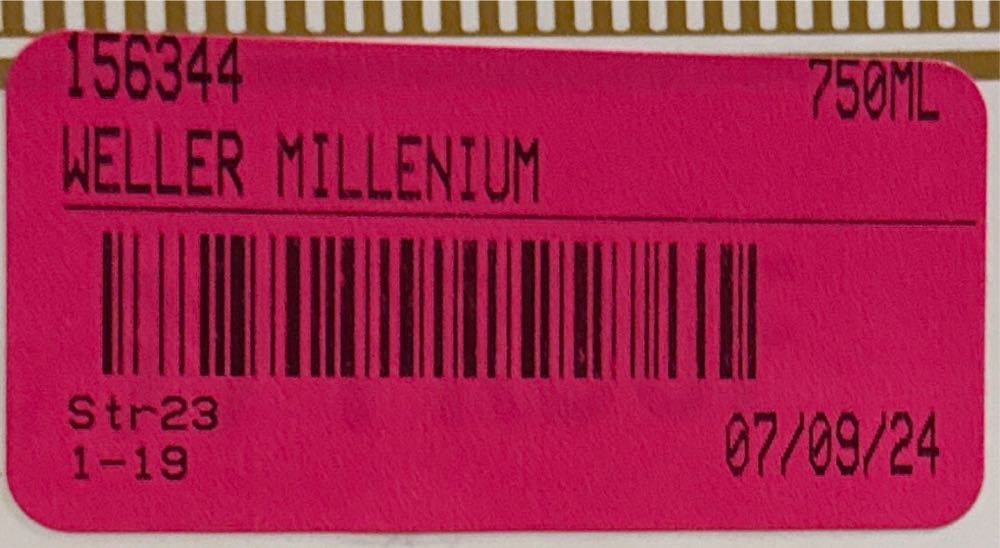 156344 750ML
WELLER MILLENIUM
Str23
1-19 07/09/24